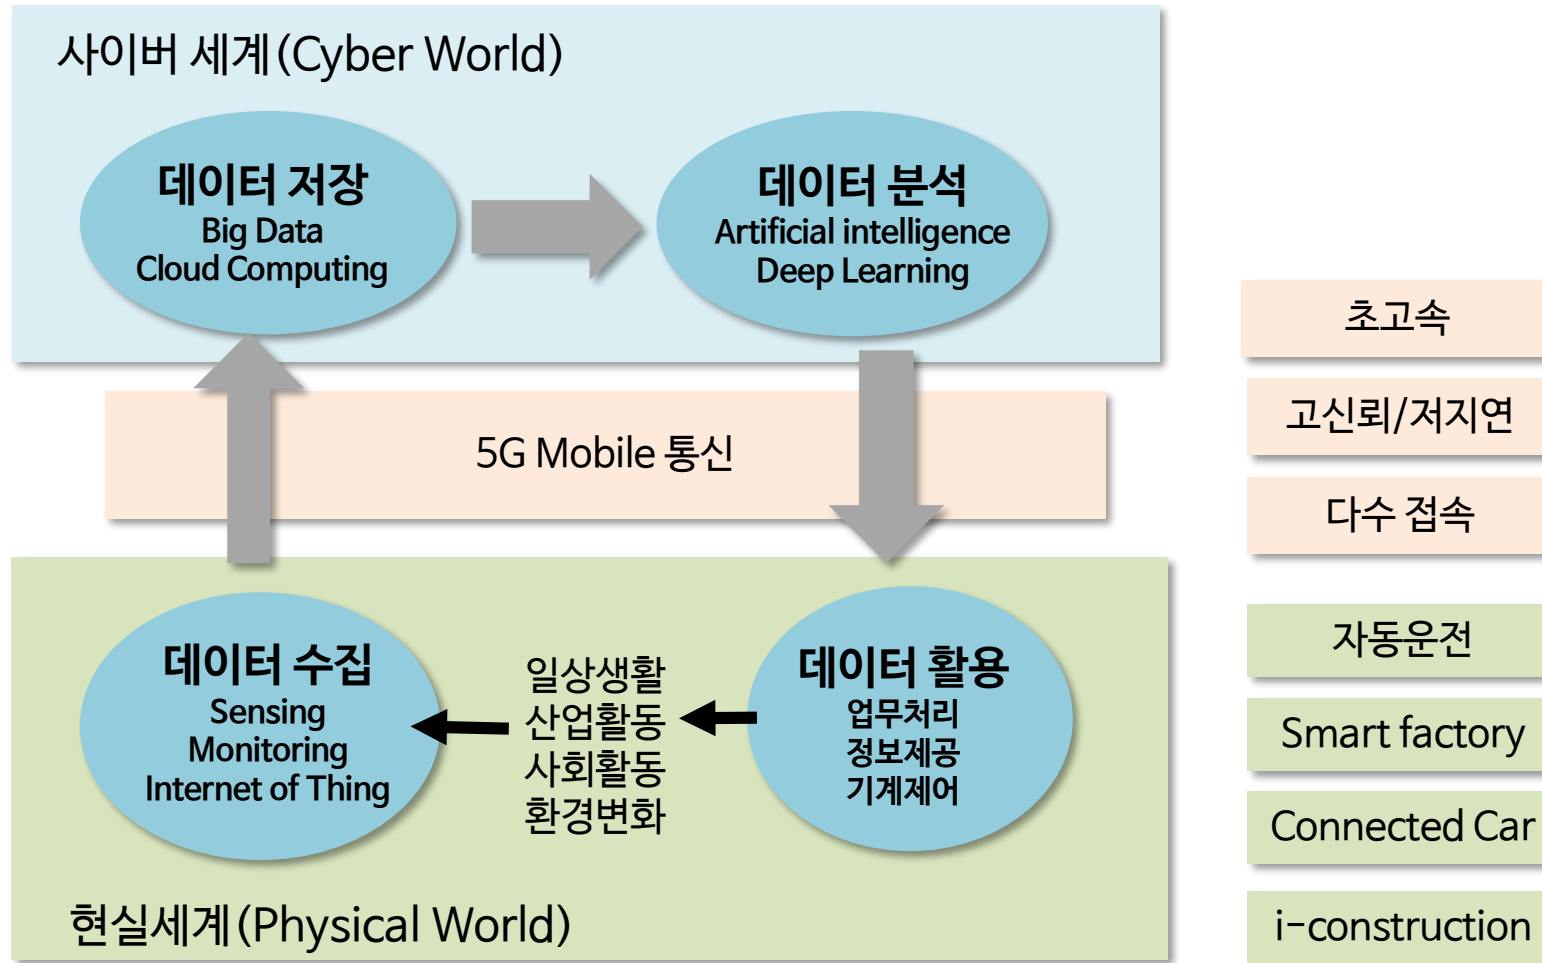 사이버 세계(Cyber World)
데이터 저장
Big Data
Cloud Computing
데이터 분석
Artificial intelligence
Deep Learning
5G Mobile 통신
데이터 수집
Sensing
Monitoring
Internet of Thing
일상생활
산업활동
사회활동
환경변화
데이터 활용
업무처리
정보제공
기계제어
현실세계(Physical World)
초고속
고신뢰/저지연
다수 접속
자동운전
Smart factory
Connected Car
i-construction